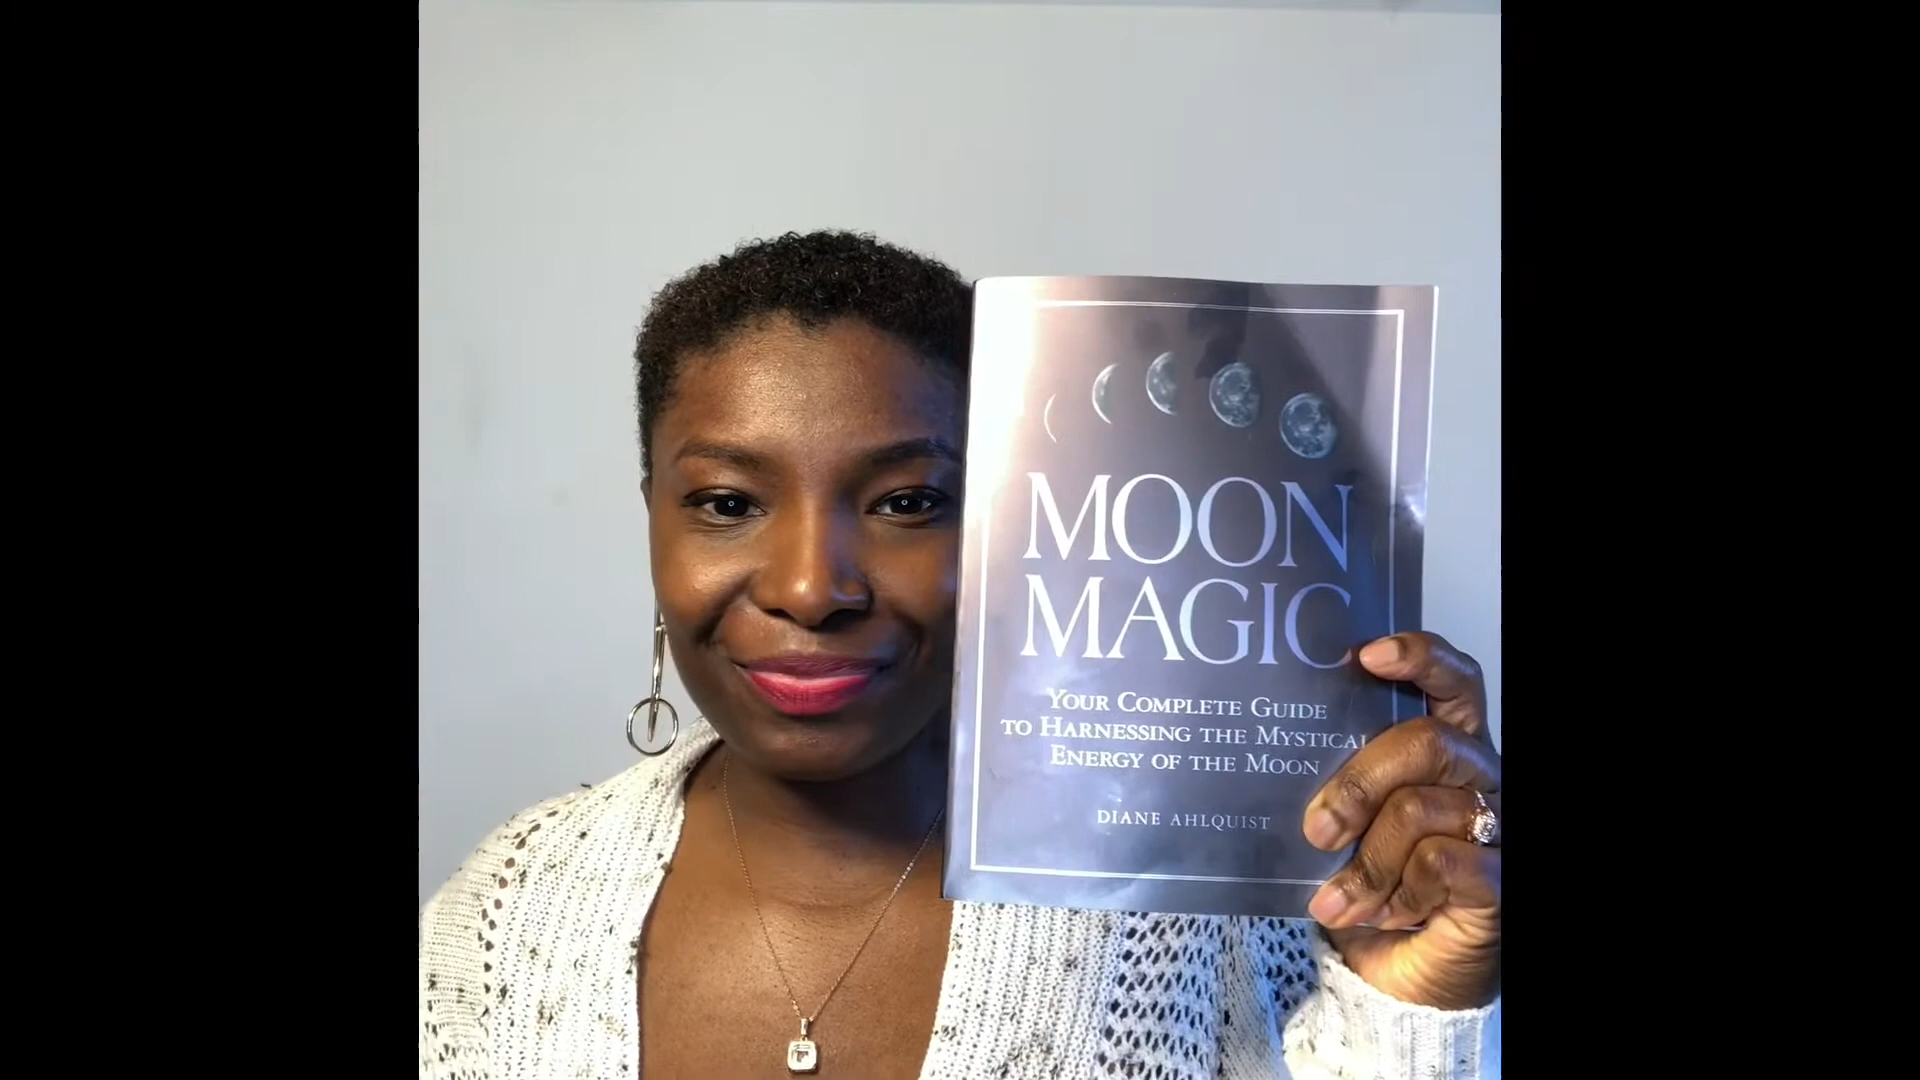 MOON
MAGIC
YOUR COMPLETE GUIDE
TO HARNESSING THE MYSTICAL
ENERGY OF THE MOON
DIANE AHLQUIST